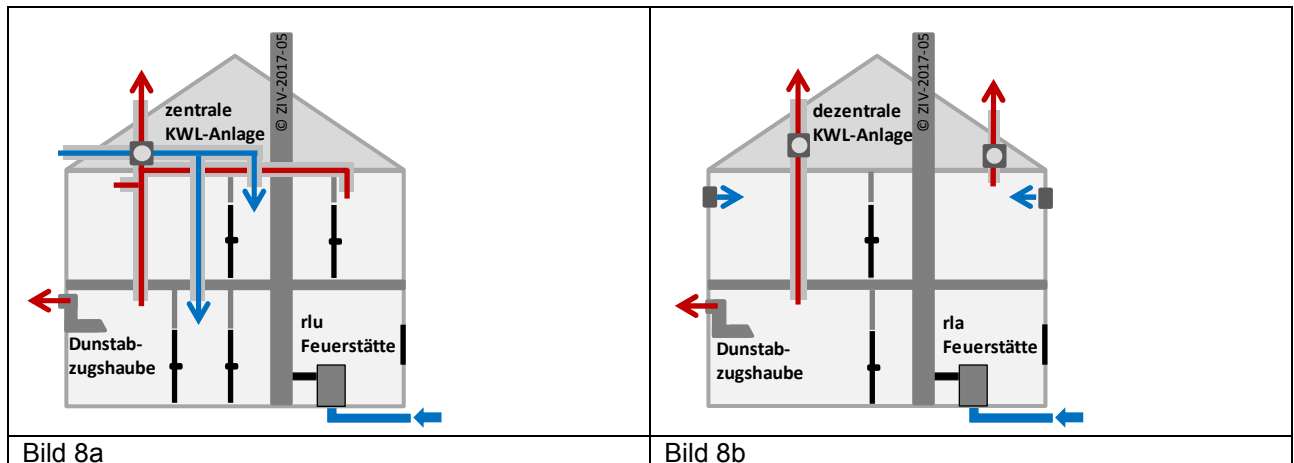 © ZIV-2017-05
zentrale
KWL-Anlage
rlu
Feuerstätte
Dunstab-
zugshaube
Bild 8a
© ZIV-2017-05
dezentrale
KWL-Anlage
rla
Feuerstätte
Dunstab-
zugshaube
Bild 8b